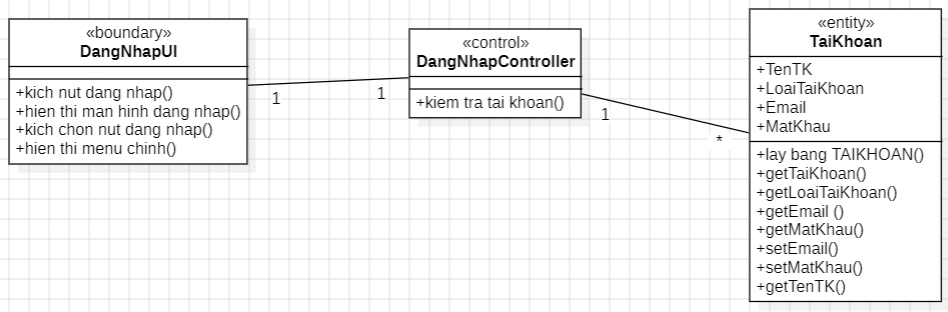 «boundary»
DangNhapUI
+kich nut dang nhap()
+hien thi man hinh dang nhap()
+kich chon nut dang nhap()
+hien thi menu chinh()
1
1
«control»
DangNhapController
+kiem tra tai khoan()
1
*
«entity»
TaiKhoan
+TenTK
+LoaiTaiKhoan
+Email
+MatKhau
+lay bang TAIKHOAN()
+getTaiKhoan()
+getLoaiTaiKhoan()
+getEmail ()
+getMatKhau()
+setEmail()
+setMatKhau()
+getTenTK()